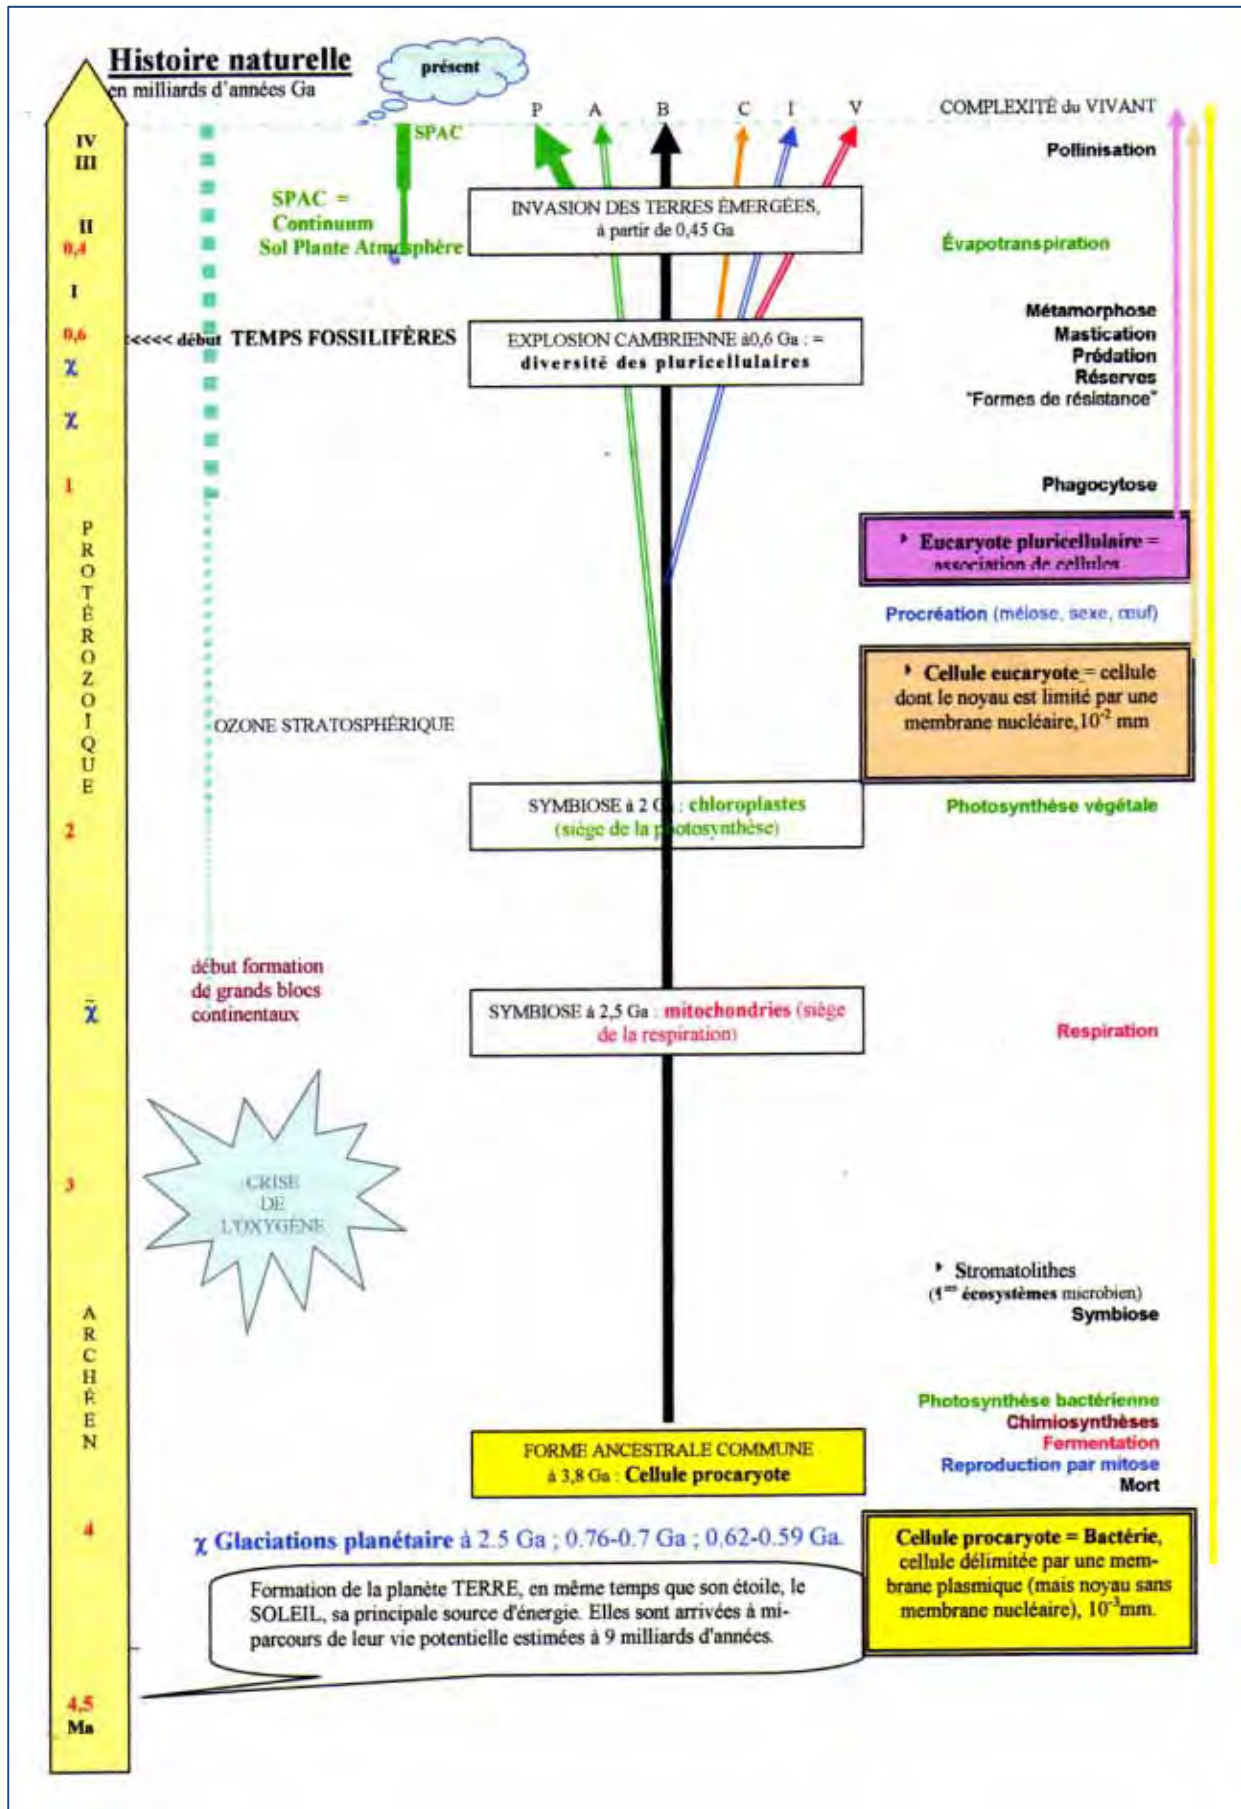 Histoire naturelle
en milliards d'années Ga
présent
P A B C I V
COMPLEXITÉ du VIVANT
IV
III
II
0,4
I
0,6
χ
χ
1
PROTÉROZOIQUE
2
χ
3
ARCHÉEN
4
4,5
Ma
SPAC
SPAC =
Continuum
Sol Plante Atmosphère
<<<<< début TEMPS FOSSILIFÈRES
OZONE STRATOSPHÉRIQUE
début formation
de grands blocs
continentaux
CRISE
DE
L'OXYGÈNE
INVASION DES TERRES ÉMERGÉES,
à partir de 0,45 Ga
EXPLOSION CAMBRIENNE à0,6 Ga : =
diversité des pluricellulaires
SYMBIOSE à 2 Ga : chloroplastes
(siège de la photosynthèse)
SYMBIOSE à 2,5 Ga : mitochondries (siège
de la respiration)
FORME ANCESTRALE COMMUNE
à 3,8 Ga : Cellule procaryote
Pollinisation
Évapotranspiration
Métamorphose
Mastication
Prédation
Réserves
"Formes de résistance"
Phagocytose
Eucaryote pluricellulaire =
association de cellules
Procréation (méiose, sexe, œuf)
Cellule eucaryote = cellule
dont le noyau est limité par une
membrane nucléaire,10⁻² mm
Photosynthèse végétale
Respiration
Stromatolithes
écosystèmes microbien)
Symbiose
Photosynthèse bactérienne
Chimiosynthèses
Fermentation
Reproduction par mitose
Mort
χ Glaciations planétaire à 2.5 Ga ; 0.76-0.7 Ga ; 0,62-0.59 Ga.
Formation de la planète TERRE, en même temps que son étoile, le
SOLEIL, sa principale source d'énergie. Elles sont arrivées à mi-
parcours de leur vie potentielle estimées à 9 milliards d'années.
Cellule procaryote = Bactérie,
cellule délimitée par une mem-
brane plasmique (mais noyau sans
membrane nucléaire), 10⁻³mm.